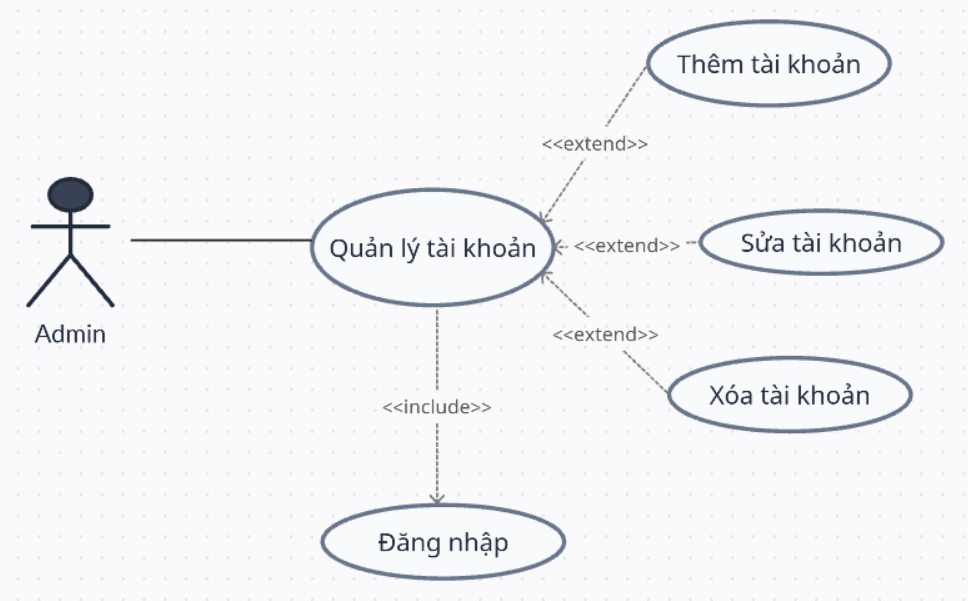 Thêm tài khoản
<<extend>>
Quản lý tài khoản
<<extend>>
Sửa tài khoản
Admin
<<extend>>
Xóa tài khoản
<<include>>
Đăng nhập